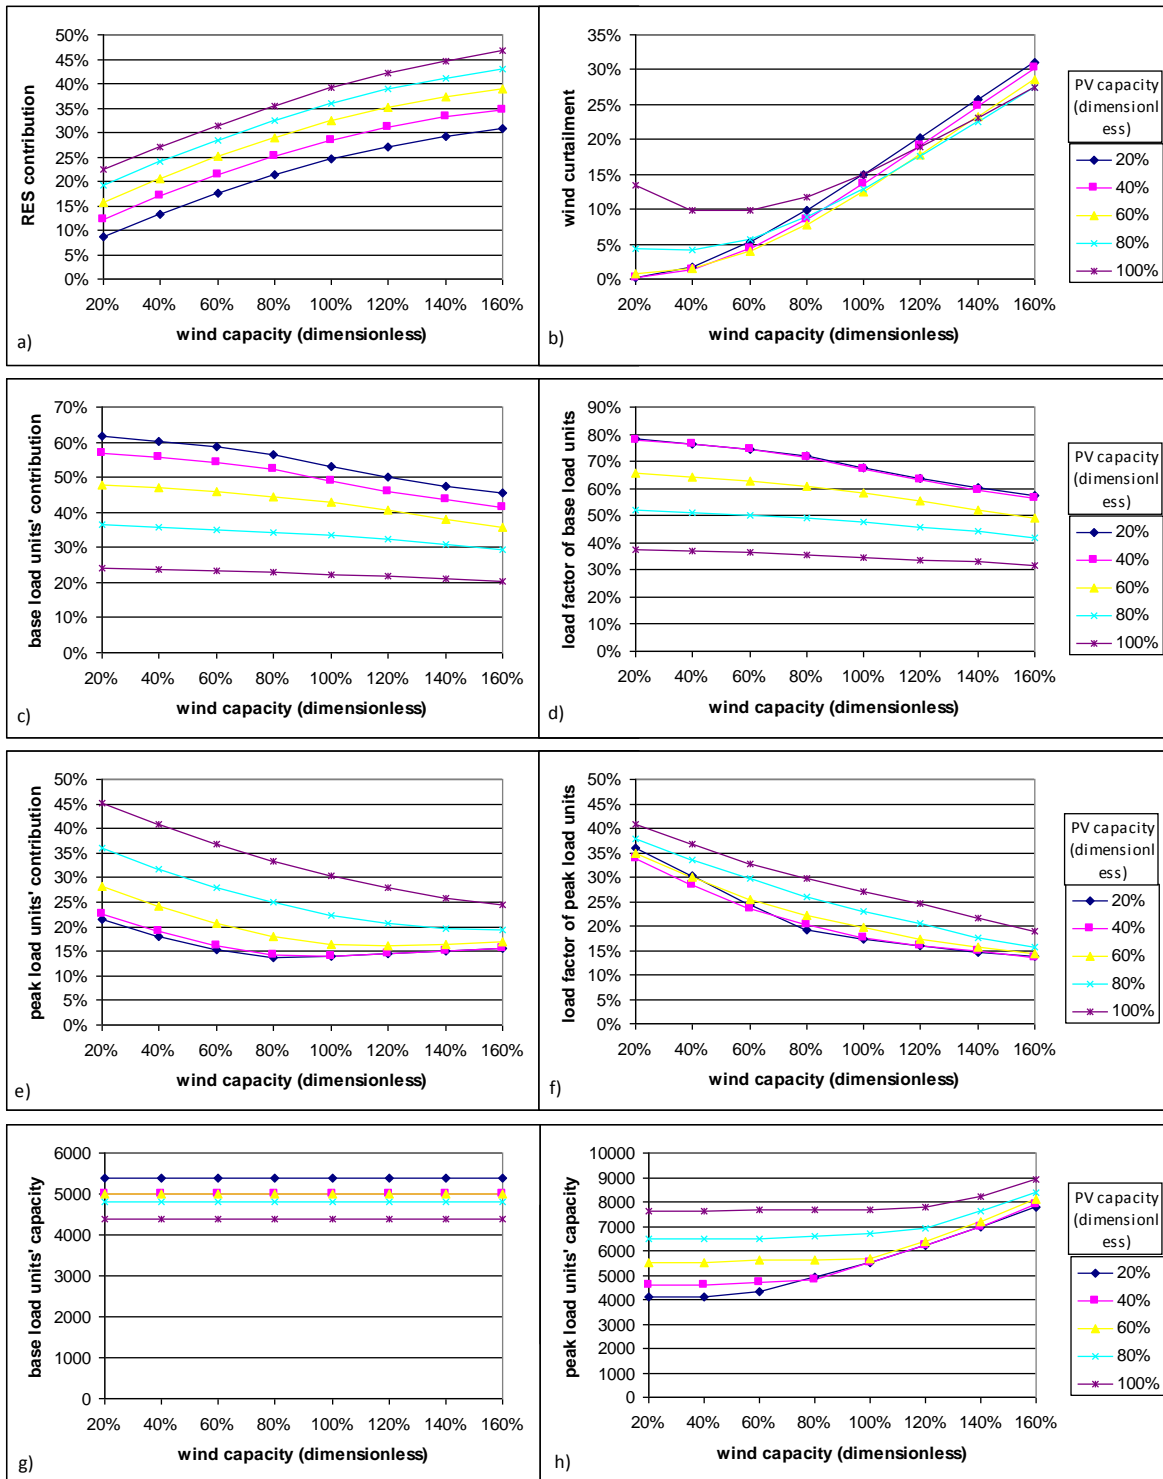 50%
45%
40%
35%
30%
25%
20%
15%
10%
5%
0%
RES contribution
20% 40% 60% 80% 100% 120% 140% 160%
wind capacity (dimensionless)
a)
35%
30%
25%
20%
15%
10%
5%
0%
wind curtailment
20% 40% 60% 80% 100% 120% 140% 160%
wind capacity (dimensionless)
b)
PV capacity
(dimensionl
ess)
20%
40%
60%
80%
100%
70%
60%
50%
40%
30%
20%
10%
0%
base load units' contribution
20% 40% 60% 80% 100% 120% 140% 160%
wind capacity (dimensionless)
c)
90%
80%
70%
60%
50%
40%
30%
20%
10%
0%
load factor of base load units
20% 40% 60% 80% 100% 120% 140% 160%
wind capacity (dimensionless)
d)
PV capacity
(dimensionl
ess)
20%
40%
60%
80%
100%
50%
45%
40%
35%
30%
25%
20%
15%
10%
5%
0%
peak load units' contribution
20% 40% 60% 80% 100% 120% 140% 160%
wind capacity (dimensionless)
e)
50%
45%
40%
35%
30%
25%
20%
15%
10%
5%
0%
load factor of peak load units
20% 40% 60% 80% 100% 120% 140% 160%
wind capacity (dimensionless)
f)
PV capacity
(dimensionl
ess)
20%
40%
60%
80%
100%
6000
5000
4000
3000
2000
1000
0
base load units' capacity
20% 40% 60% 80% 100% 120% 140% 160%
wind capacity (dimensionless)
g)
10000
9000
8000
7000
6000
5000
4000
3000
2000
1000
0
peak load units' capacity
20% 40% 60% 80% 100% 120% 140% 160%
wind capacity (dimensionless)
h)
PV capacity
(dimensionl
ess)
20%
40%
60%
80%
100%